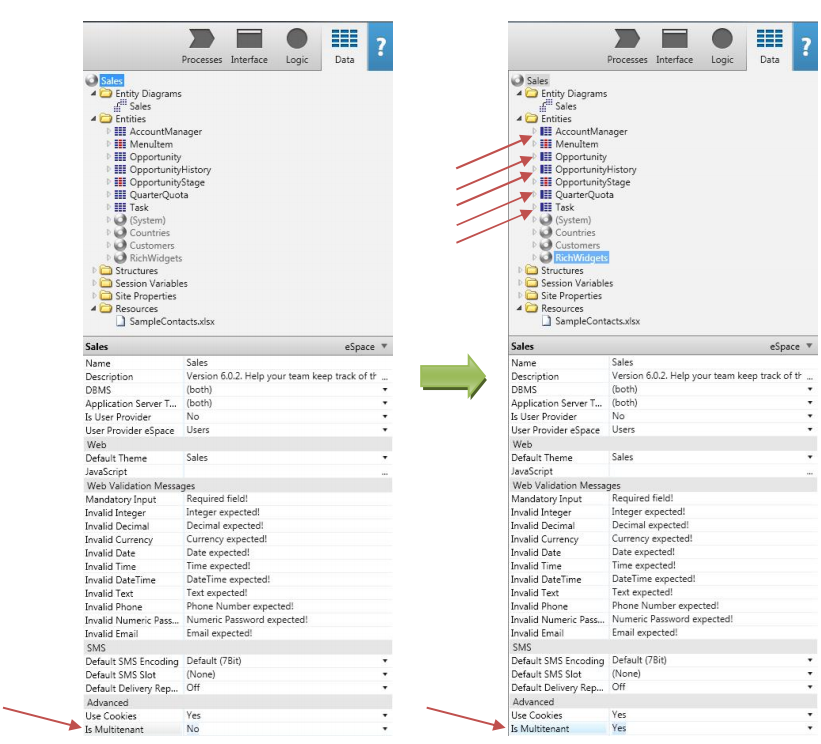 Processes Interface Logic Data ?
Sales
Entity Diagrams
Sales
Entities
AccountManager
MenuItem
Opportunity
OpportunityHistory
OpportunityStage
QuarterQuota
Task
(System)
Countries
Customers
RichWidgets
Structures
Session Variables
Site Properties
Resources
SampleContacts.xlsx
Sales eSpace
Name Sales
Description Version 6.0.2. Help your team keep track of th ...
DBMS (both)
Application Server T... (both)
Is User Provider No
User Provider eSpace Users
Web
Default Theme Sales
JavaScript ...
Web Validation Messages
Mandatory Input Required field!
Invalid Integer Integer expected!
Invalid Decimal Decimal expected!
Invalid Currency Currency expected!
Invalid Date Date expected!
Invalid Time Time expected!
Invalid DateTime DateTime expected!
Invalid Text Text expected!
Invalid Phone Phone Number expected!
Invalid Numeric Pass... Numeric Password expected!
Invalid Email Email expected!
SMS
Default SMS Encoding Default (7Bit)
Default SMS Slot (None)
Default Delivery Rep... Off
Advanced
Use Cookies Yes
Is Multitenant No
Processes Interface Logic Data ?
Sales
Entity Diagrams
Sales
Entities
AccountManager
MenuItem
Opportunity
OpportunityHistory
OpportunityStage
QuarterQuota
Task
(System)
Countries
Customers
RichWidgets
Structures
Session Variables
Site Properties
Resources
SampleContacts.xlsx
Sales eSpace
Name Sales
Description Version 6.0.2. Help your team keep track of th ...
DBMS (both)
Application Server T... (both)
Is User Provider No
User Provider eSpace Users
Web
Default Theme Sales
JavaScript ...
Web Validation Messages
Mandatory Input Required field!
Invalid Integer Integer expected!
Invalid Decimal Decimal expected!
Invalid Currency Currency expected!
Invalid Date Date expected!
Invalid Time Time expected!
Invalid DateTime DateTime expected!
Invalid Text Text expected!
Invalid Phone Phone Number expected!
Invalid Numeric Pass... Numeric Password expected!
Invalid Email Email expected!
SMS
Default SMS Encoding Default (7Bit)
Default SMS Slot (None)
Default Delivery Rep... Off
Advanced
Use Cookies Yes
Is Multitenant Yes